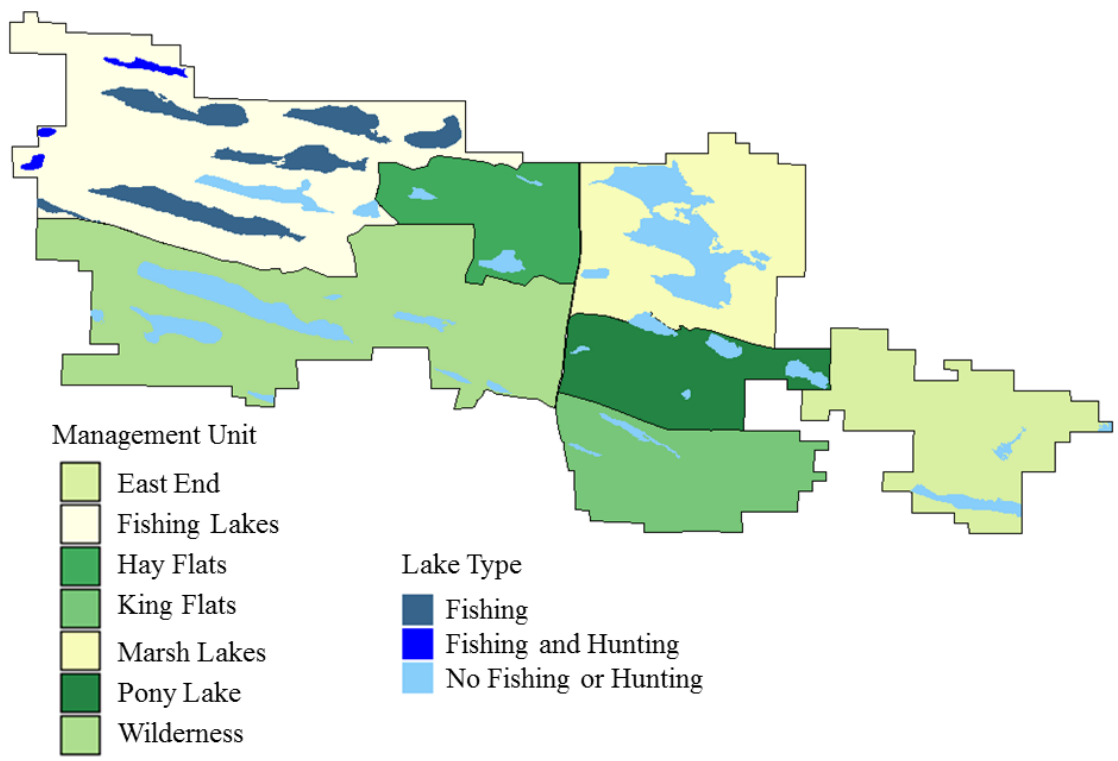 Management Unit
East End
Fishing Lakes
Hay Flats
King Flats
Marsh Lakes
Pony Lake
Wilderness
Lake Type
Fishing
Fishing and Hunting
No Fishing or Hunting